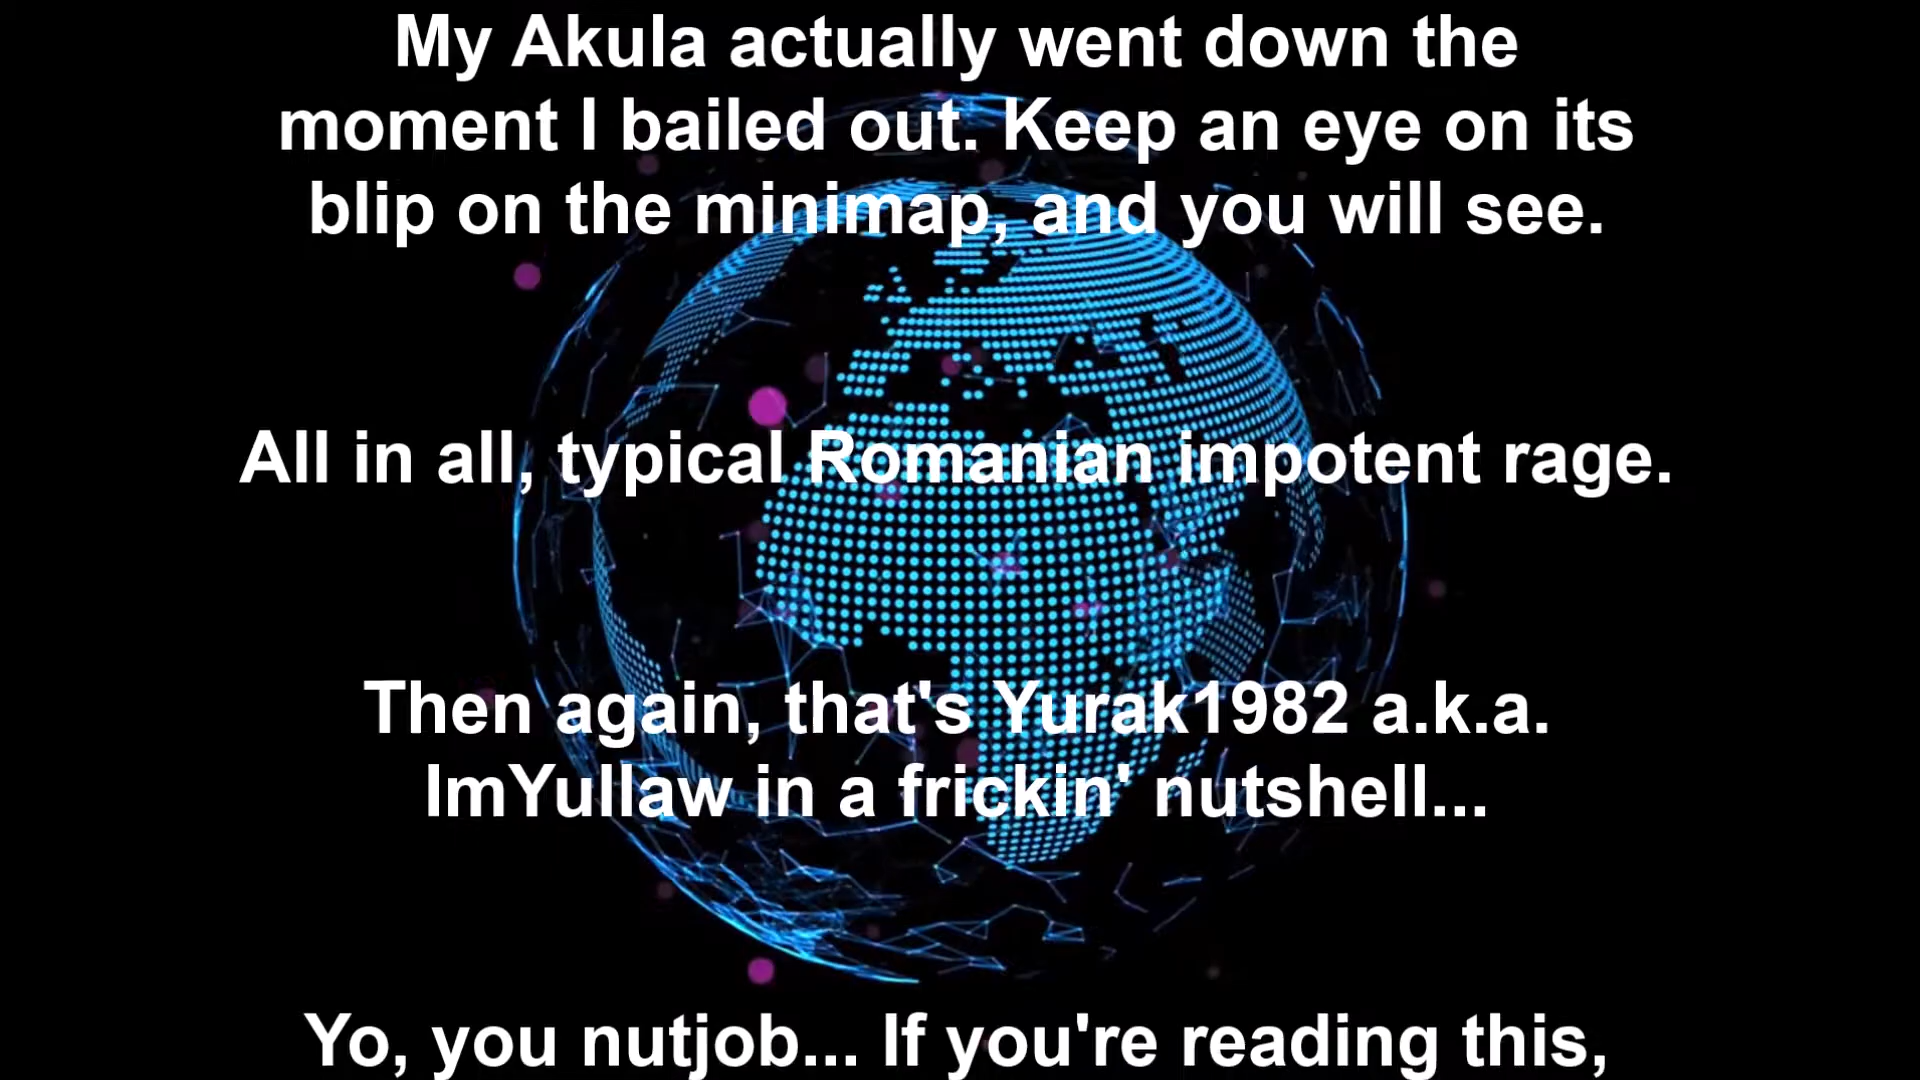 My Akula actually went down the
moment I bailed out. Keep an eye on its
blip on the minimap, and you will see.
All in all, typical Romanian impotent rage.
Then again, that's Yurak1982 a.k.a.
ImYullaw in a frickin' nutshell...
Yo, you nutjob... If you're reading this,